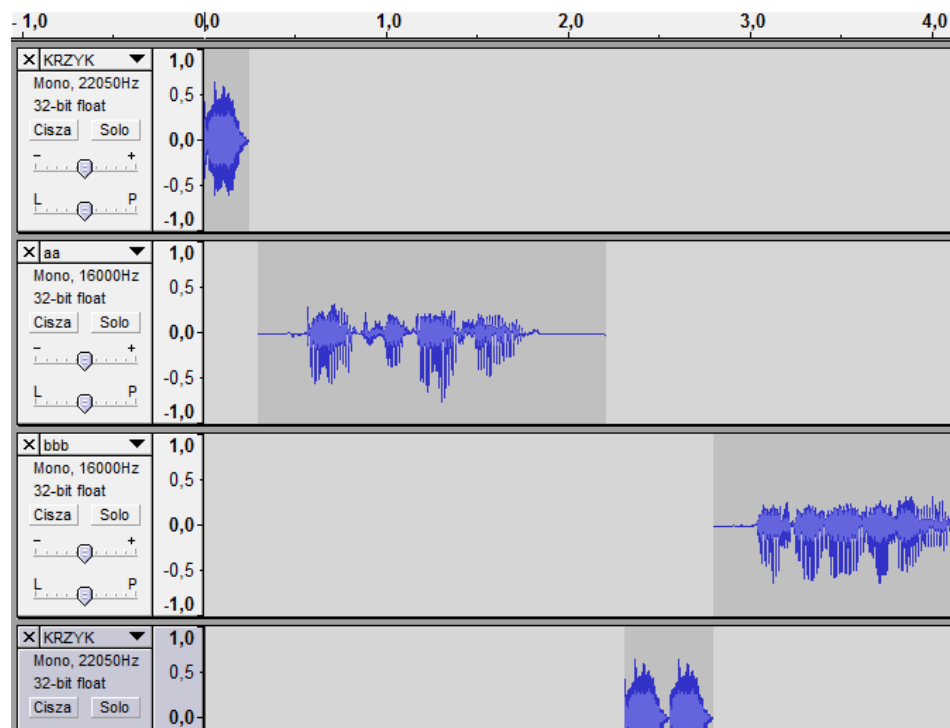 - 1,0 0,0 1,0 2,0 3,0 4,0
× KRZYK ▼
Mono, 22050Hz
32-bit float
Cisza Solo
- +
L P
1,0
0,5
0,0
-0,5
-1,0
× aa ▼
Mono, 16000Hz
32-bit float
Cisza Solo
- +
L P
1,0
0,5
0,0
-0,5
-1,0
× bbb ▼
Mono, 16000Hz
32-bit float
Cisza Solo
- +
L P
1,0
0,5
0,0
-0,5
-1,0
× KRZYK ▼
Mono, 22050Hz
32-bit float
Cisza Solo
1,0
0,5
0,0